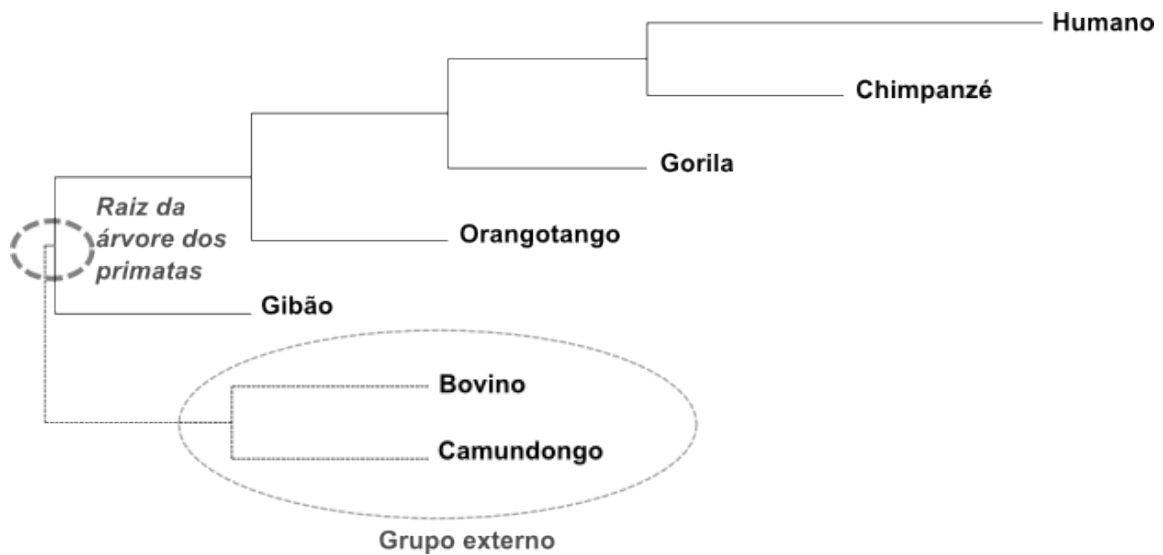 Humano
Chimpanzé
Gorila
Raiz da
árvore dos
primatas
Orangotango
Gibão
Bovino
Camundongo
Grupo externo